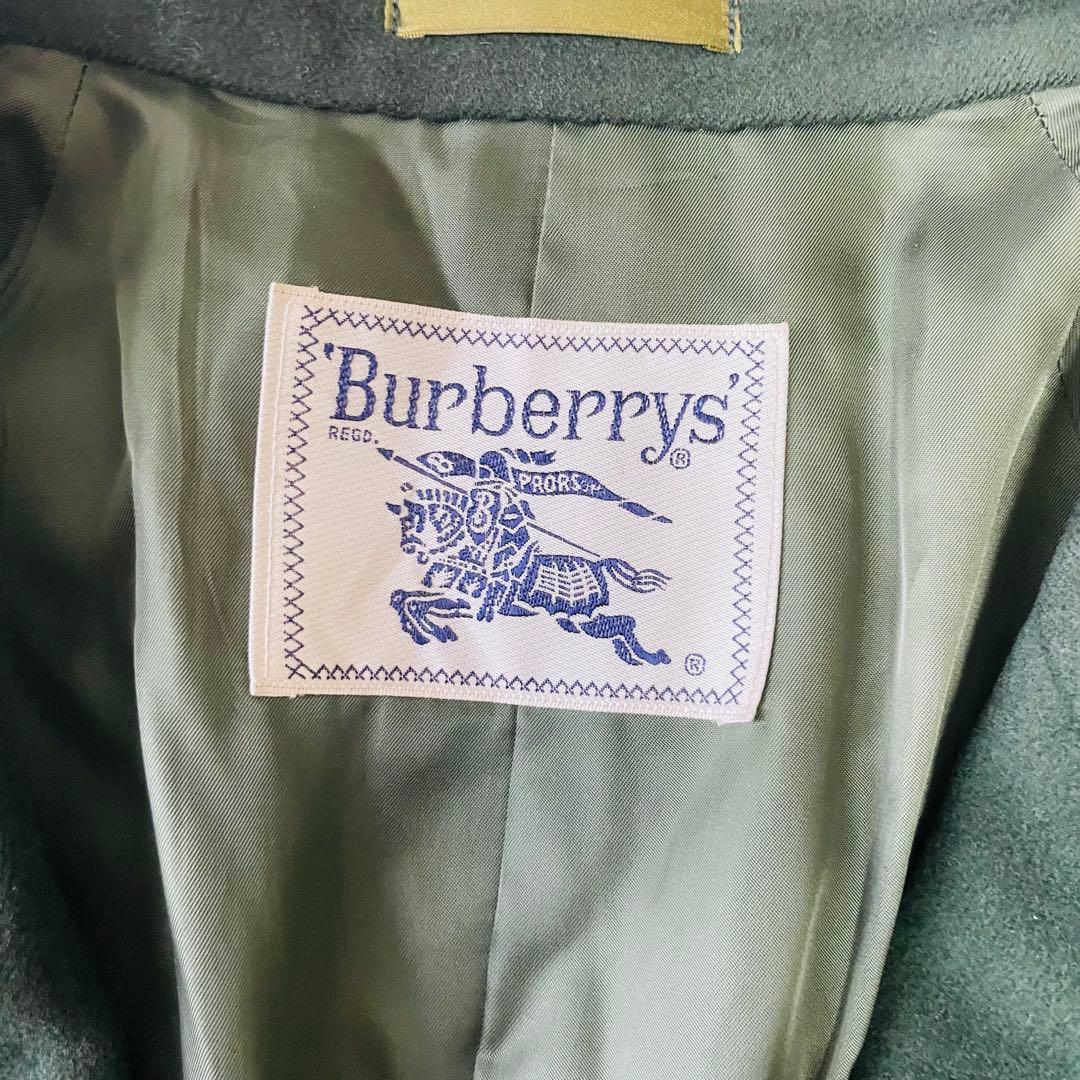 'Burberrys'
REGD.
®
B PRORSUM
B
®